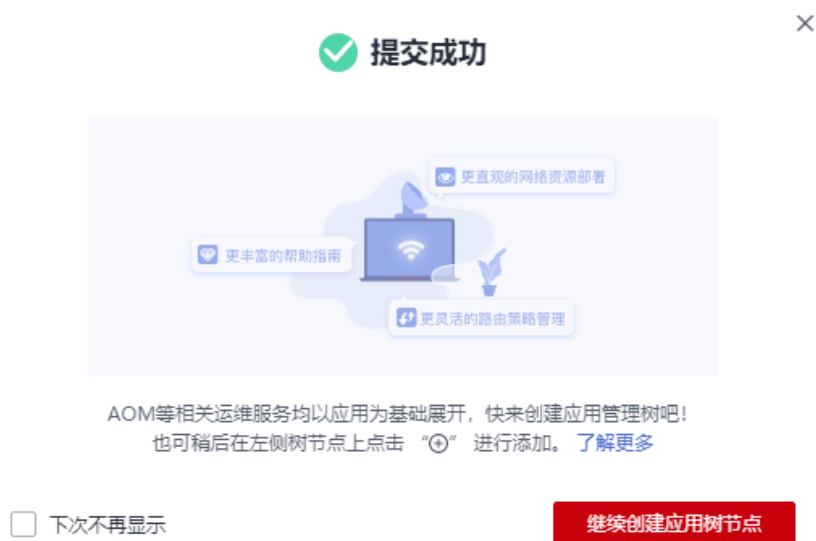 提交成功
更直观的网络资源部署
更丰富的帮助指南
更灵活的路由策略管理
AOM等相关运维服务均以应用为基础展开，快来创建应用管理树吧！
也可稍后在左侧树节点上点击 “⊕” 进行添加。 了解更多
下次不再显示
继续创建应用树节点